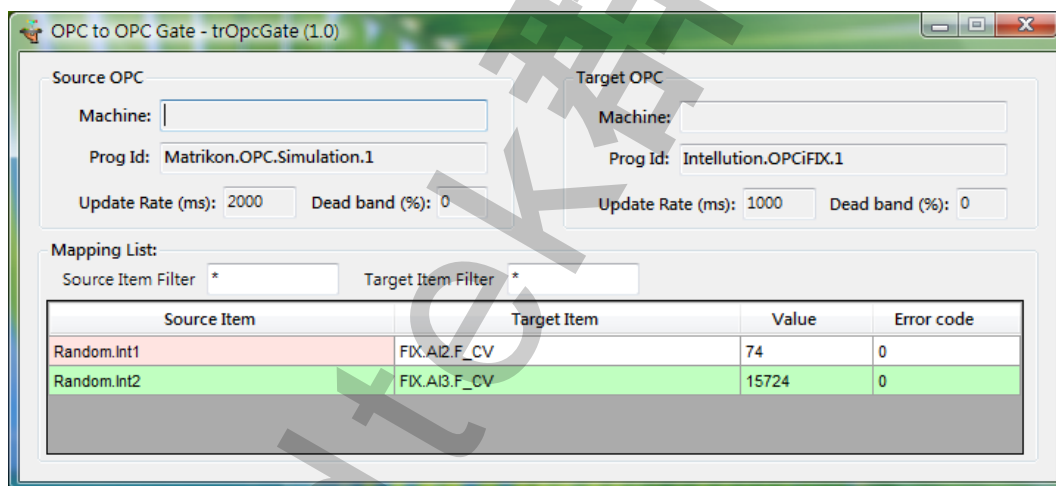 OPC to OPC Gate - trOpcGate (1.0)
Source OPC
Machine:
Prog Id: Matrikon.OPC.Simulation.1
Update Rate (ms): 2000 Dead band (%): 0
Target OPC
Machine:
Prog Id: Intellution.OPCiFIX.1
Update Rate (ms): 1000 Dead band (%): 0
Mapping List:
Source Item Filter * Target Item Filter *
Source Item Target Item Value Error code
Random.Int1 FIX.AI2.F_CV 74 0
Random.Int2 FIX.AI3.F_CV 15724 0